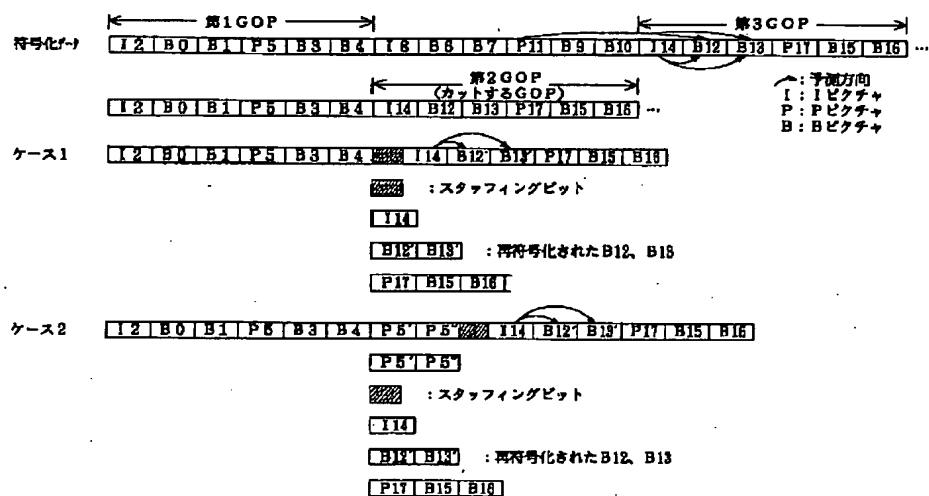 第1GOP 第3GOP
符号化データ I2 B0 B1 P5 B3 B4 I8 B6 B7 P11 B9 B10 I14 B12 B13 P17 B15 B16 …
第2GOP
(カットするGOP)
:予測方向
I:Iピクチャ
P:Pピクチャ
B:Bピクチャ
I2 B0 B1 P5 B3 B4 I14 B12 B13 P17 B15 B16 …
ケース1 I2 B0 B1 P5 B3 B4 I14 B12' B13' P17 B15 B16
:スタッフィングビット
I14
B12' B13' :再符号化されたB12、B13
P17 B15 B16
ケース2 I2 B0 B1 P5 B3 B4 P5' P5" I14 B12' B13' P17 B15 B16
P5' P5"
:スタッフィングビット
I14
B12' B13' :再符号化されたB12、B13
P17 B15 B16